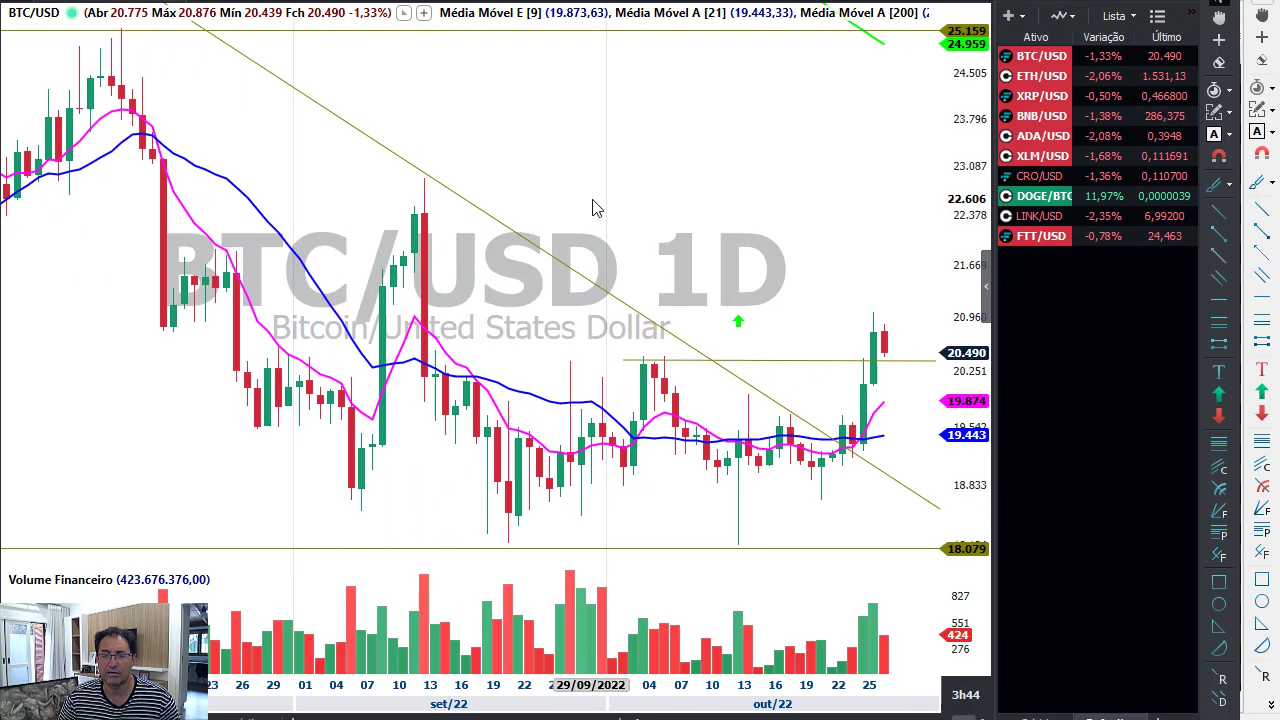 BTC/USD (Abr 20.775 Máx 20.876 Mín 20.439 Fch 20.490 -1,33%) Média Móvel E [9] (19.873,63), Média Móvel A [21] (19.443,33), Média Móvel A [200] (2
25.159
24.959
24.505
23.796
23.087
22.606
22.378
21.669
20.960
20.490
20.251
19.874
19.547
19.443
18.833
18.079
BTC/USD 1D
Bitcoin/United States Dollar
Volume Financeiro (423.676.376,00)
827
551
424
276
23 26 29 01 04 07 10 13 16 19 22 29/09/2022 04 07 10 13 16 19 22 25
set/22 out/22
3h44
Lista
Ativo Variação Último
BTC/USD -1,33% 20.490
ETH/USD -2,06% 1.531,13
XRP/USD -0,50% 0,466800
BNB/USD -1,38% 286,375
ADA/USD -2,08% 0,3948
XLM/USD -1,68% 0,111691
CRO/USD -1,36% 0,110700
DOGE/BTC 11,97% 0,0000039
LINK/USD -2,35% 6,99200
FTT/USD -0,78% 24,463
A A
T T
C C
F F
P P
F F
R R
D D